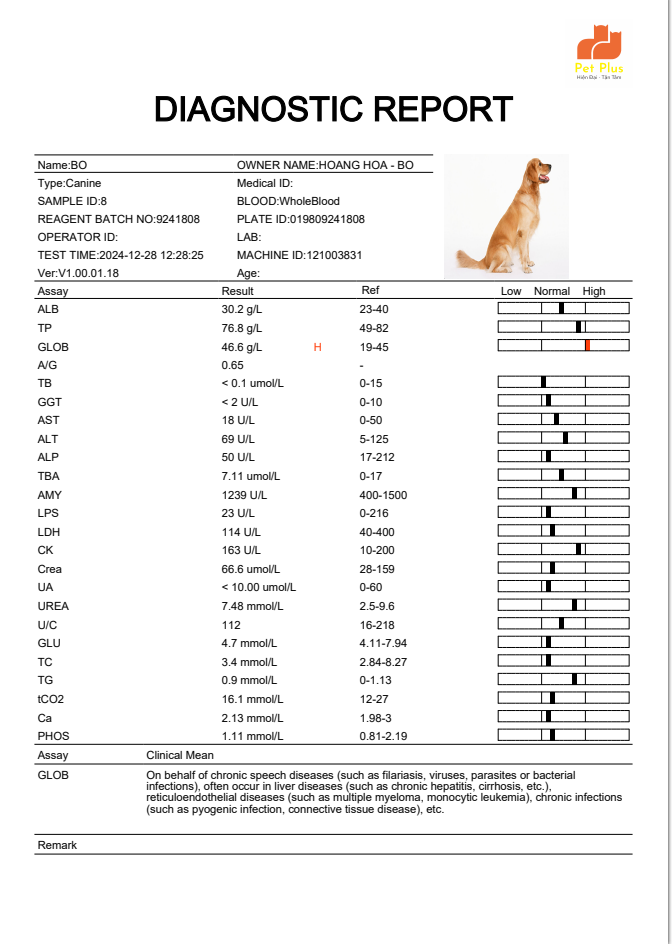 Pet Plus
Hiện Đại - Tận Tâm
DIAGNOSTIC REPORT
Name:BO OWNER NAME:HOANG HOA - BO
Type:Canine Medical ID:
SAMPLE ID:8 BLOOD:WholeBlood
REAGENT BATCH NO:9241808 PLATE ID:019809241808
OPERATOR ID: LAB:
TEST TIME:2024-12-28 12:28:25 MACHINE ID:121003831
Ver:V1.00.01.18 Age:
Assay Result Ref Low Normal High
ALB 30.2 g/L 23-40
TP 76.8 g/L 49-82
GLOB 46.6 g/L H 19-45
A/G 0.65 -
TB < 0.1 umol/L 0-15
GGT < 2 U/L 0-10
AST 18 U/L 0-50
ALT 69 U/L 5-125
ALP 50 U/L 17-212
TBA 7.11 umol/L 0-17
AMY 1239 U/L 400-1500
LPS 23 U/L 0-216
LDH 114 U/L 40-400
CK 163 U/L 10-200
Crea 66.6 umol/L 28-159
UA < 10.00 umol/L 0-60
UREA 7.48 mmol/L 2.5-9.6
U/C 112 16-218
GLU 4.7 mmol/L 4.11-7.94
TC 3.4 mmol/L 2.84-8.27
TG 0.9 mmol/L 0-1.13
tCO2 16.1 mmol/L 12-27
Ca 2.13 mmol/L 1.98-3
PHOS 1.11 mmol/L 0.81-2.19
Assay Clinical Mean
GLOB On behalf of chronic speech diseases (such as filariasis, viruses, parasites or bacterial
infections), often occur in liver diseases (such as chronic hepatitis, cirrhosis, etc.),
reticuloendothelial diseases (such as multiple myeloma, monocytic leukemia), chronic infections
(such as pyogenic infection, connective tissue disease), etc.
Remark